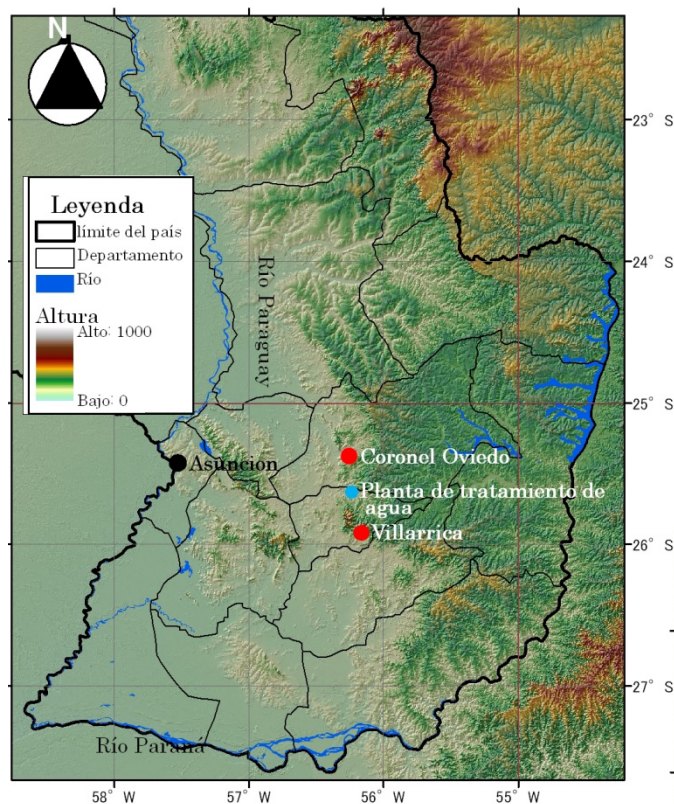 N
23° S
Leyenda
límite del país
Departamento
Río
Altura
Alto: 1000
Bajo: 0
Río Paraguay
24° S
25° S
Asuncion
Coronel Oviedo
Planta de tratamiento de
agua
Villarrica
26° S
27° S
Río Paraná
58° W
57° W
56° W
55° W